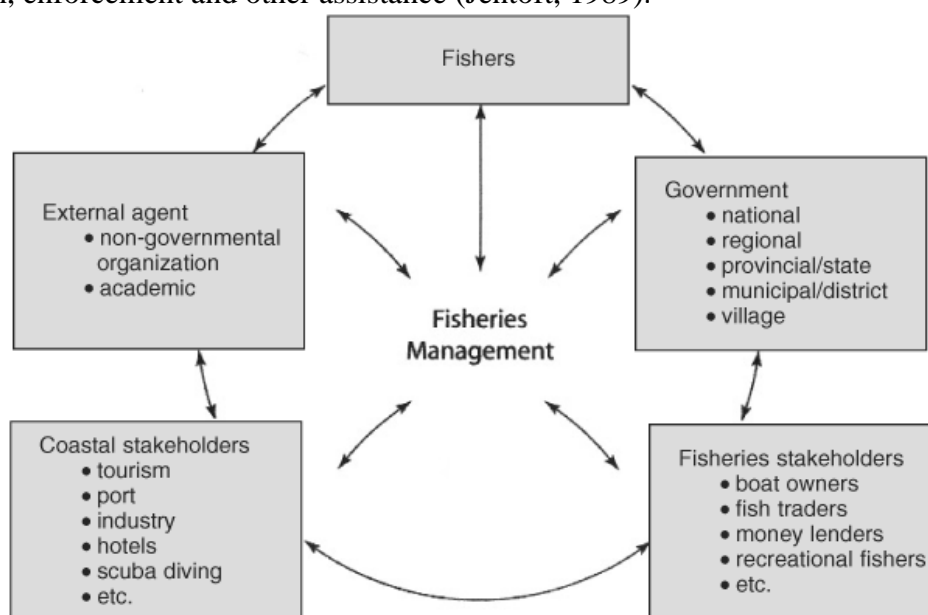 enforcement and other assistance (Jentoft, 1989).
Fishers
External agent
• non-governmental
organization
• academic
Government
• national
• regional
• provincial/state
• municipal/district
• village
Fisheries
Management
Coastal stakeholders
• tourism
• port
• industry
• hotels
• scuba diving
• etc.
Fisheries stakeholders
• boat owners
• fish traders
• money lenders
• recreational fishers
• etc.